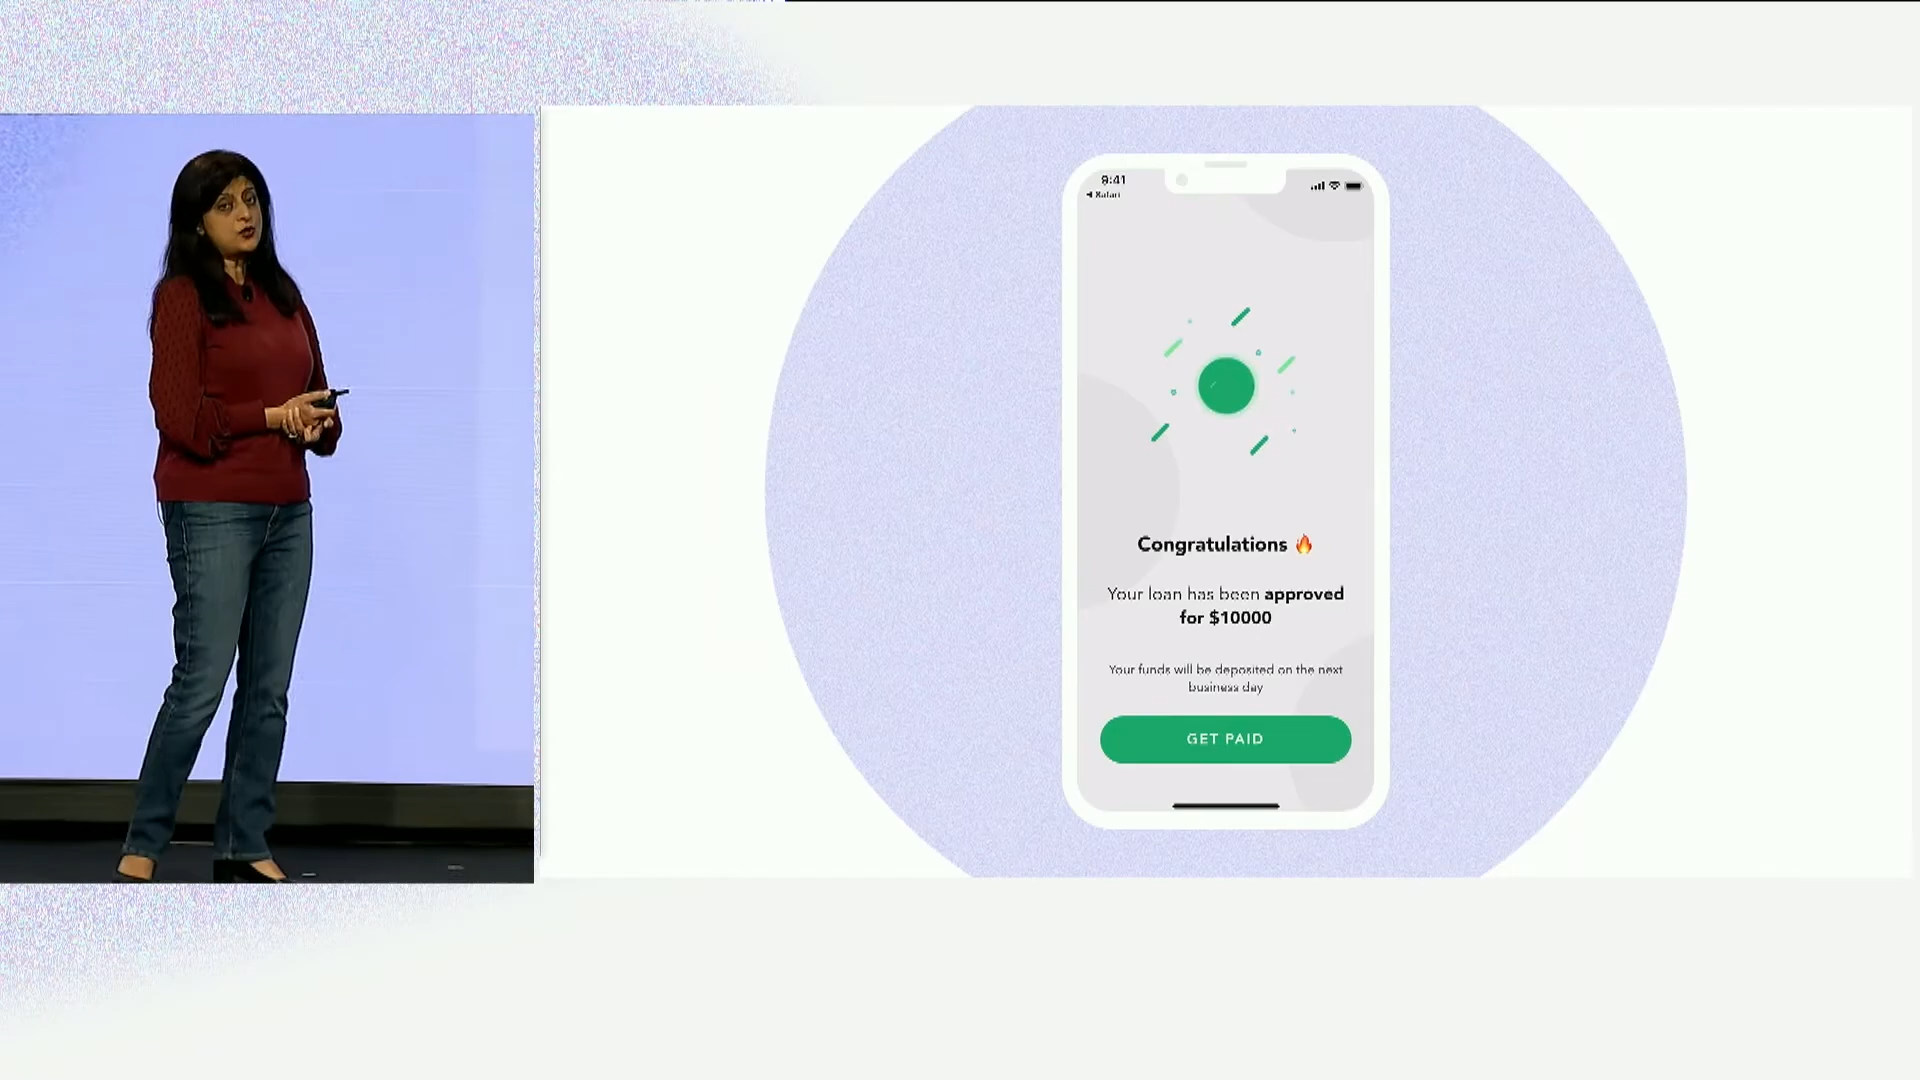 9:41
◀ Safari
Congratulations 🔥
Your loan has been approved
for $10000
Your funds will be deposited on the next
business day
GET PAID